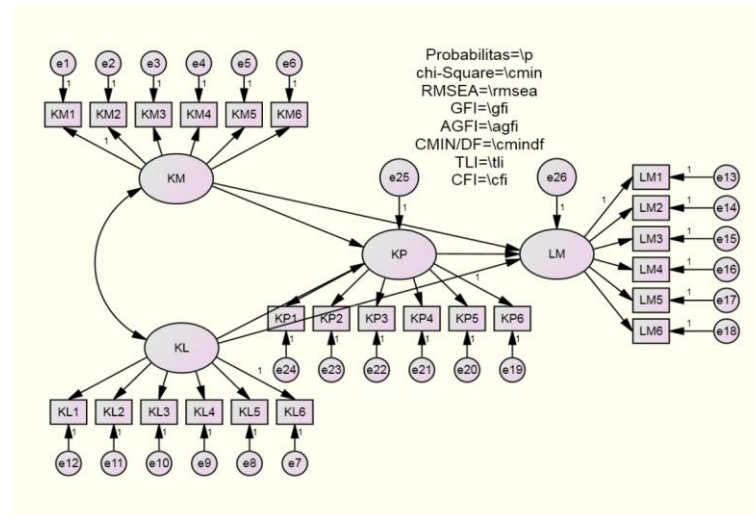 e1 e2 e3 e4 e5 e6
1 1 1 1 1 1
KM1 KM2 KM3 KM4 KM5 KM6
1
KM
Probabilitas=\p
chi-Square=\cmin
RMSEA=\rmsea
GFI=\gfi
AGFI=\agfi
CMIN/DF=\cmindf
TLI=\tli
CFI=\cfi
e25 e26
1 1
KP LM
1
LM1 1 e13
LM2 1 e14
LM3 1 e15
LM4 1 e16
LM5 1 e17
LM6 1 e18
1
KP1 KP2 KP3 KP4 KP5 KP6
1 1 1 1 1 1
e24 e23 e22 e21 e20 e19
KL
1
KL1 KL2 KL3 KL4 KL5 KL6
1 1 1 1 1 1
e12 e11 e10 e9 e8 e7